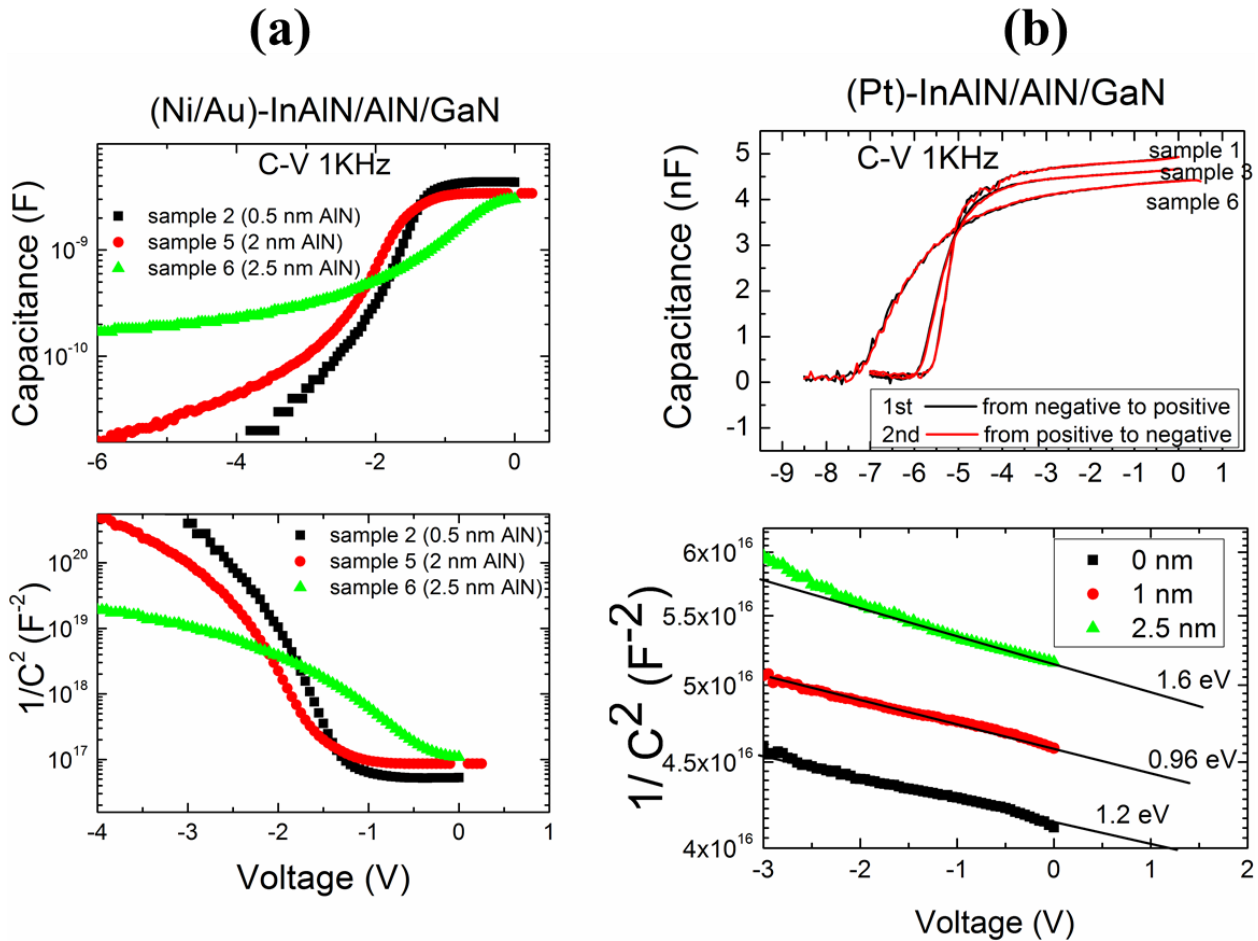 (a)
(Ni/Au)-InAlN/AlN/GaN
C-V 1KHz
sample 2 (0.5 nm AlN)
sample 5 (2 nm AlN)
sample 6 (2.5 nm AlN)
Capacitance (F)
10⁻⁹
10⁻¹⁰
-6 -4 -2 0
sample 2 (0.5 nm AlN)
sample 5 (2 nm AlN)
sample 6 (2.5 nm AlN)
1/C² (F⁻²)
10²⁰
10¹⁹
10¹⁸
10¹⁷
-4 -3 -2 -1 0 1
Voltage (V)
(b)
(Pt)-InAlN/AlN/GaN
C-V 1KHz
sample 1
sample 3
sample 6
Capacitance (nF)
5
4
3
2
1
0
-1
1st from negative to positive
2nd from positive to negative
-9 -8 -7 -6 -5 -4 -3 -2 -1 0 1
0 nm
1 nm
2.5 nm
1/ C² (F⁻²)
6x10¹⁶
5.5x10¹⁶
5x10¹⁶
4.5x10¹⁶
4x10¹⁶
1.6 eV
0.96 eV
1.2 eV
-3 -2 -1 0 1 2
Voltage (V)